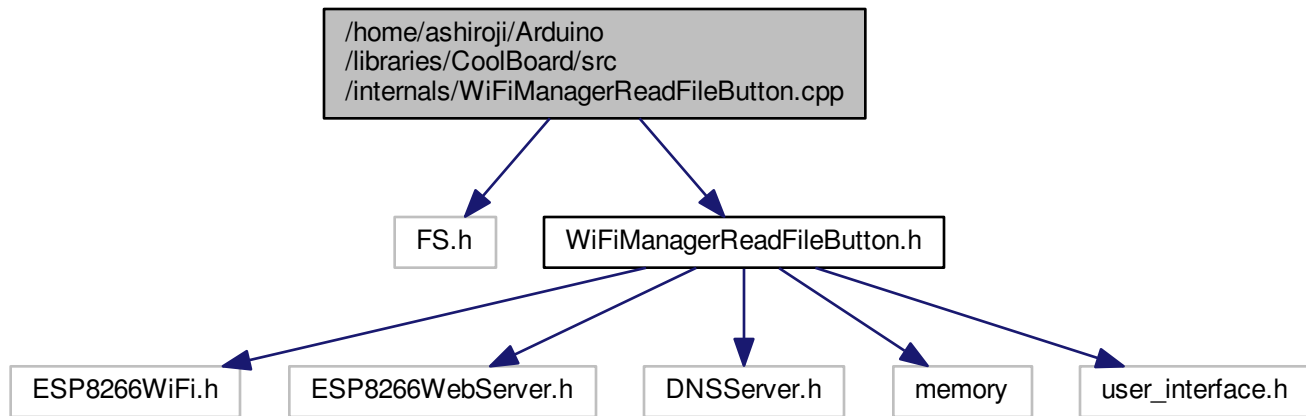 /home/ashiroji/Arduino
/libraries/CoolBoard/src
/internals/WiFiManagerReadFileButton.cpp
FS.h
WiFiManagerReadFileButton.h
ESP8266WiFi.h
ESP8266WebServer.h
DNSServer.h
memory
user_interface.h